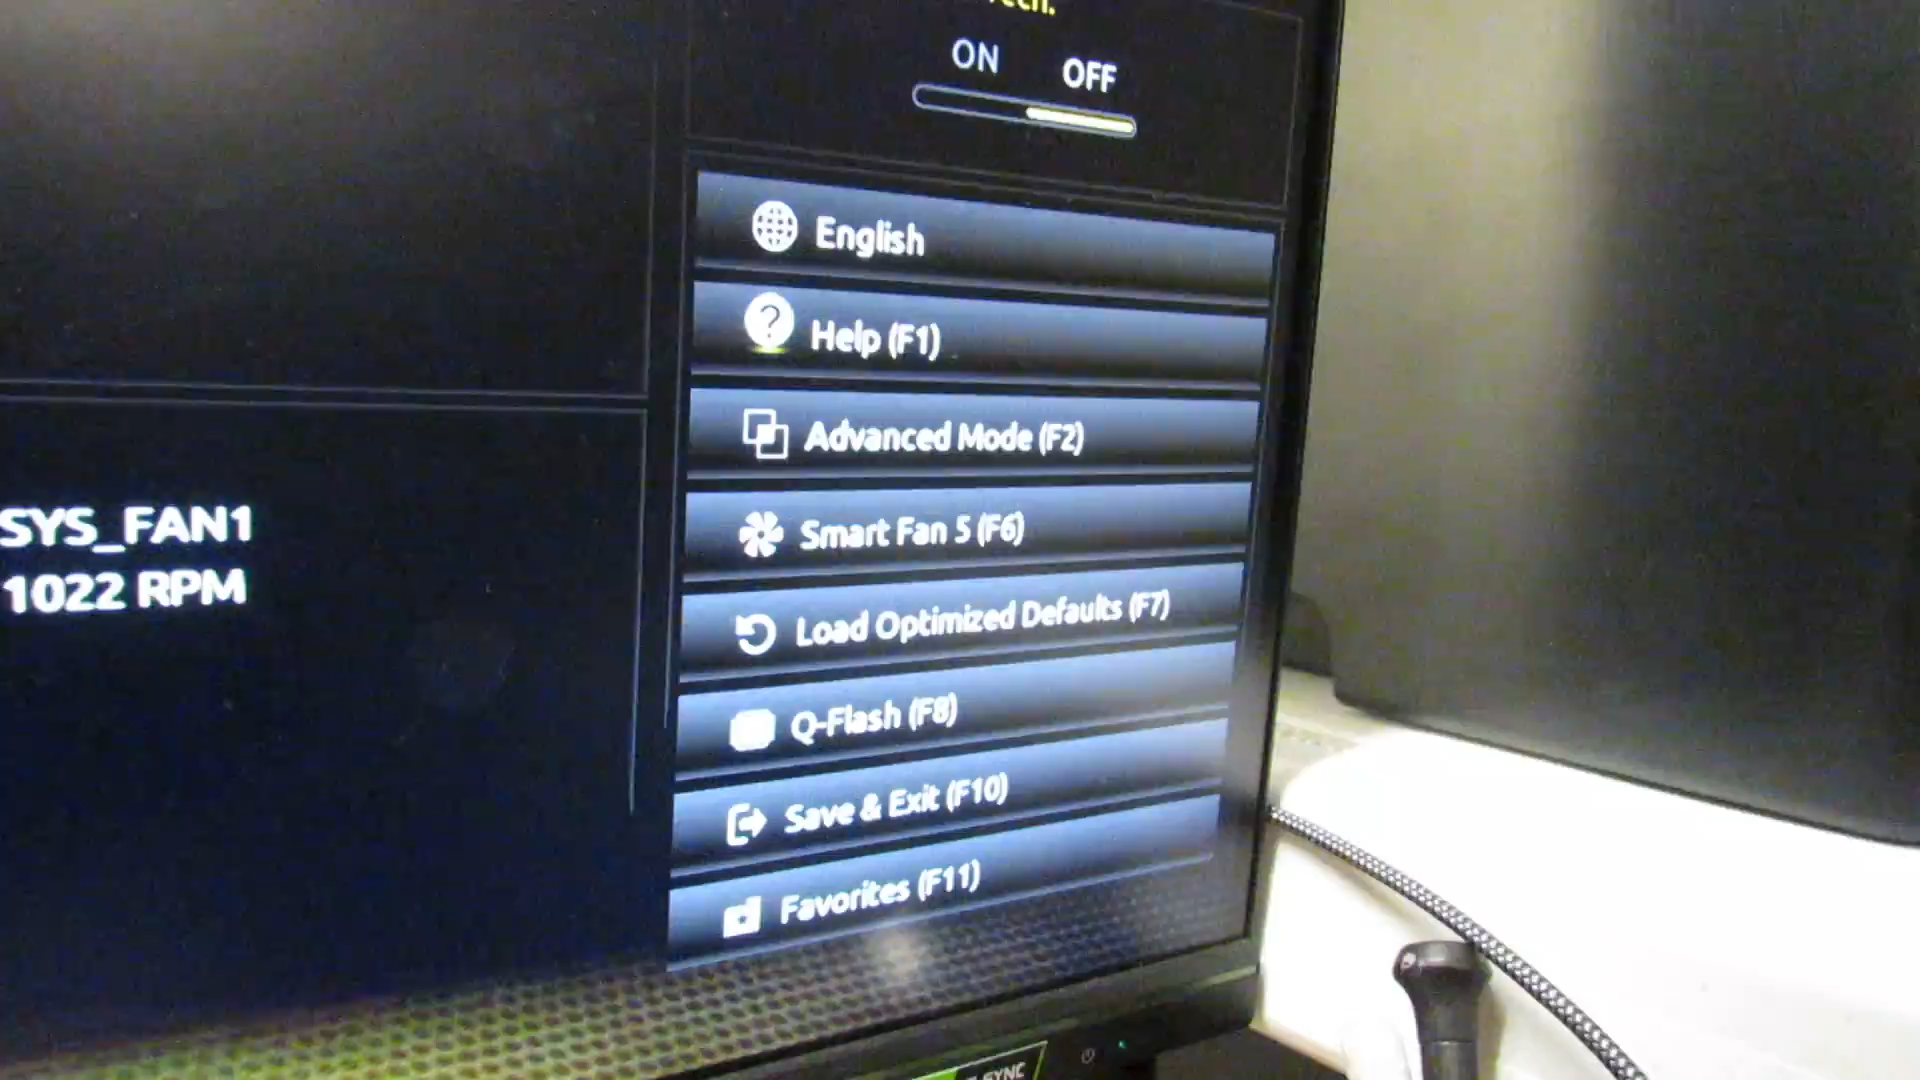 ON OFF
English
Help (F1)
Advanced Mode (F2)
SYS_FAN1
1022 RPM
Smart Fan 5 (F6)
Load Optimized Defaults (F7)
Q-Flash (F8)
Save & Exit (F10)
Favorites (F11)
SYNC